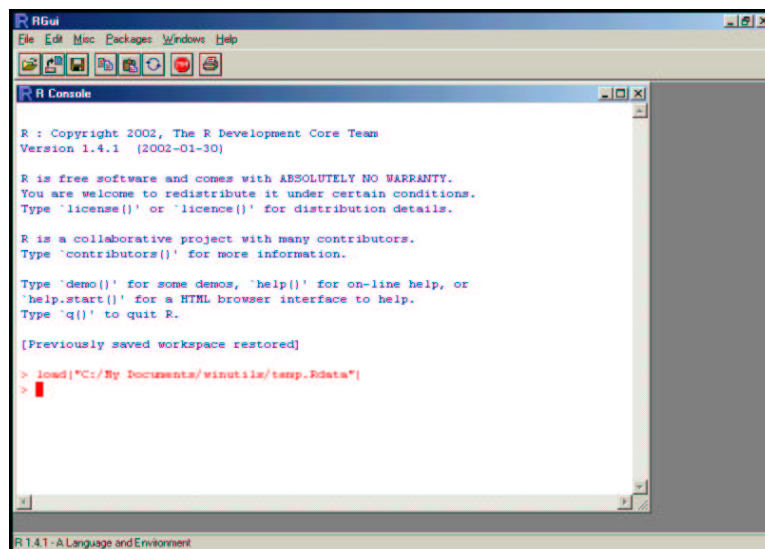 RGui
File Edit Misc Packages Windows Help
STOP
R Console
R : Copyright 2002, The R Development Core Team
Version 1.4.1  (2002-01-30)
R is free software and comes with ABSOLUTELY NO WARRANTY.
You are welcome to redistribute it under certain conditions.
Type `license()' or `licence()' for distribution details.
R is a collaborative project with many contributors.
Type `contributors()' for more information.
Type `demo()' for some demos, `help()' for on-line help, or
`help.start()' for a HTML browser interface to help.
Type `q()' to quit R.
[Previously saved workspace restored]
> load("C:/My Documents/winutils/temp.Rdata")
>
R 1.4.1 - A Language and Environment